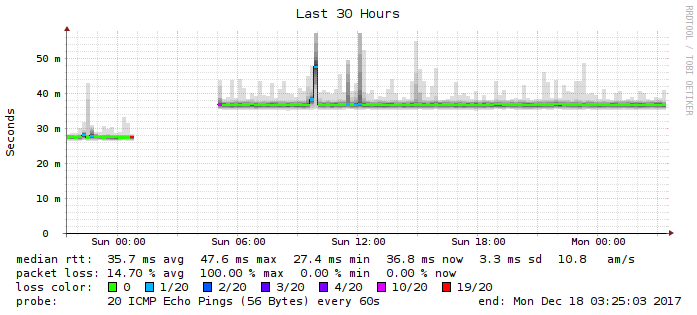 Last 30 Hours
RRDTOOL / TOBI OETIKER
Seconds
50 m
40 m
30 m
20 m
10 m
0
Sun 00:00 Sun 06:00 Sun 12:00 Sun 18:00 Mon 00:00
median rtt: 35.7 ms avg 47.6 ms max 27.4 ms min 36.8 ms now 3.3 ms sd 10.8 am/s
packet loss: 14.70 % avg 100.00 % max 0.00 % min 0.00 % now
loss color: 0 1/20 2/20 3/20 4/20 10/20 19/20
probe: 20 ICMP Echo Pings (56 Bytes) every 60s end: Mon Dec 18 03:25:03 2017